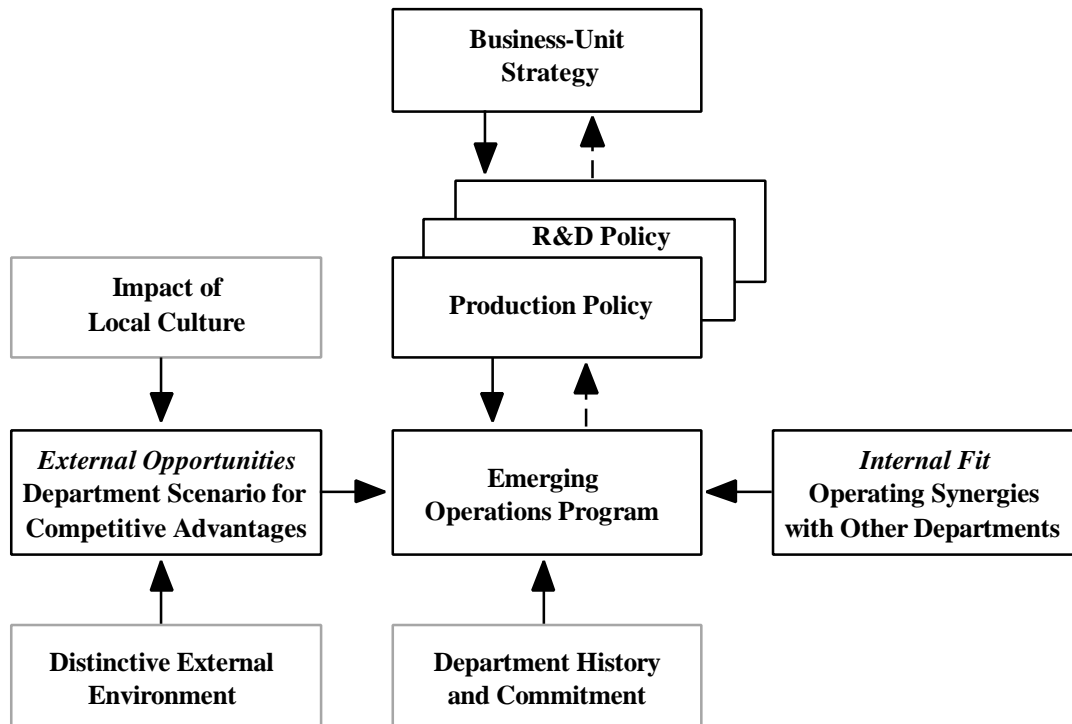 Business-Unit
Strategy
R&D Policy
Production Policy
Impact of
Local Culture
External Opportunities
Department Scenario for
Competitive Advantages
Emerging
Operations Program
Internal Fit
Operating Synergies
with Other Departments
Distinctive External
Environment
Department History
and Commitment